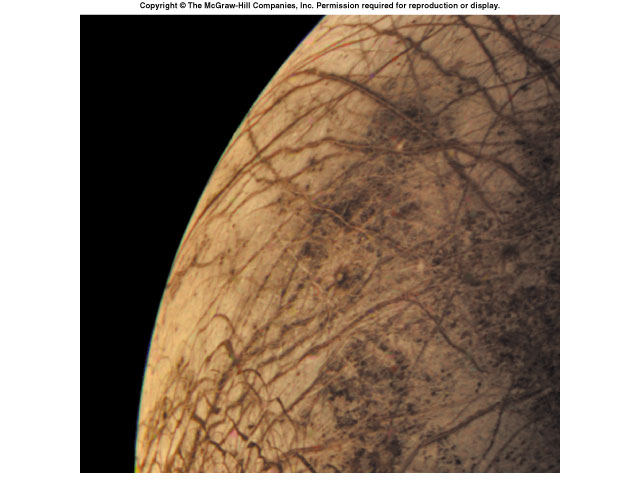 Copyright © The McGraw-Hill Companies, Inc. Permission required for reproduction or display.